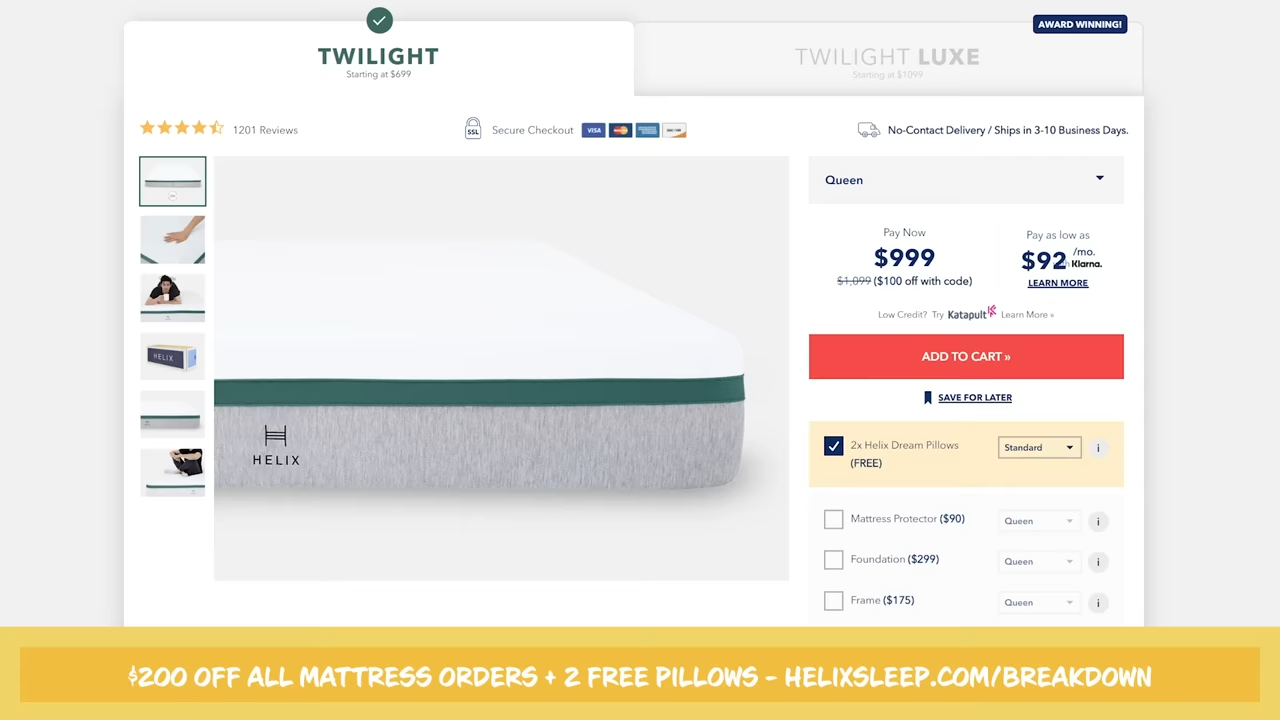 AWARD WINNING!
TWILIGHT
Starting at $699
TWILIGHT LUXE
Starting at $1099
1201 Reviews
SSL
Secure Checkout
VISA
No-Contact Delivery / Ships in 3-10 Business Days.
HELIX
HELIX
Queen
Pay Now
$999
$1,099 ($100 off with code)
Pay as low as
$92 /mo.
Klarna.
LEARN MORE
Low Credit? Try Katapult Learn More »
ADD TO CART »
SAVE FOR LATER
2x Helix Dream Pillows
(FREE)
Standard
i
Mattress Protector ($90)
Queen
i
Foundation ($299)
Queen
i
Frame ($175)
Queen
i
$200 OFF ALL MATTRESS ORDERS + 2 FREE PILLOWS - HELIXSLEEP.COM/BREAKDOWN